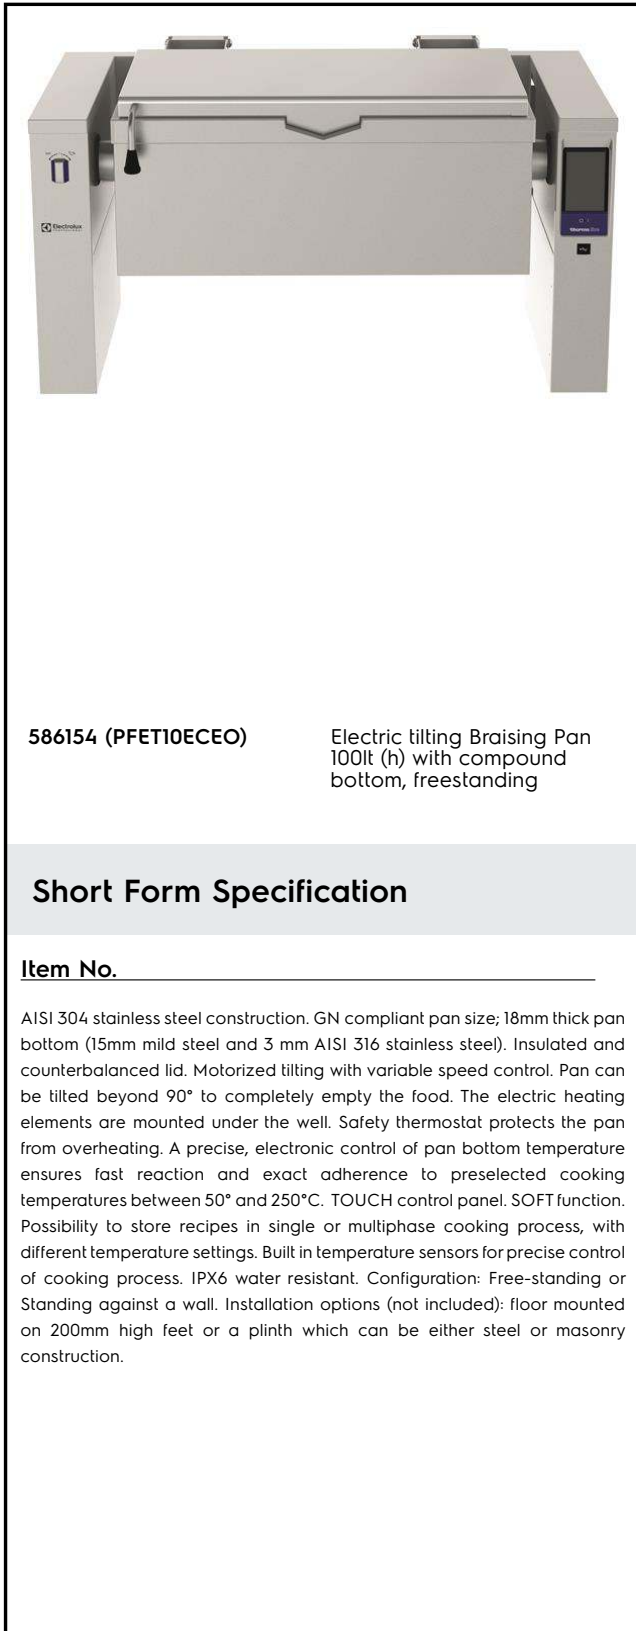 Electrolux
586154 (PFET10ECEO)
Electric tilting Braising Pan
100lt (h) with compound
bottom, freestanding
Short Form Specification
Item No.
AISI 304 stainless steel construction. GN compliant pan size; 18mm thick pan
bottom (15mm mild steel and 3 mm AISI 316 stainless steel). Insulated and
counterbalanced lid. Motorized tilting with variable speed control. Pan can
be tilted beyond 90° to completely empty the food. The electric heating
elements are mounted under the well. Safety thermostat protects the pan
from overheating. A precise, electronic control of pan bottom temperature
ensures fast reaction and exact adherence to preselected cooking
temperatures between 50° and 250°C. TOUCH control panel. SOFT function.
Possibility to store recipes in single or multiphase cooking process, with
different temperature settings. Built in temperature sensors for precise control
of cooking process. IPX6 water resistant. Configuration: Free-standing or
Standing against a wall. Installation options (not included): floor mounted
on 200mm high feet or a plinth which can be either steel or masonry
construction.